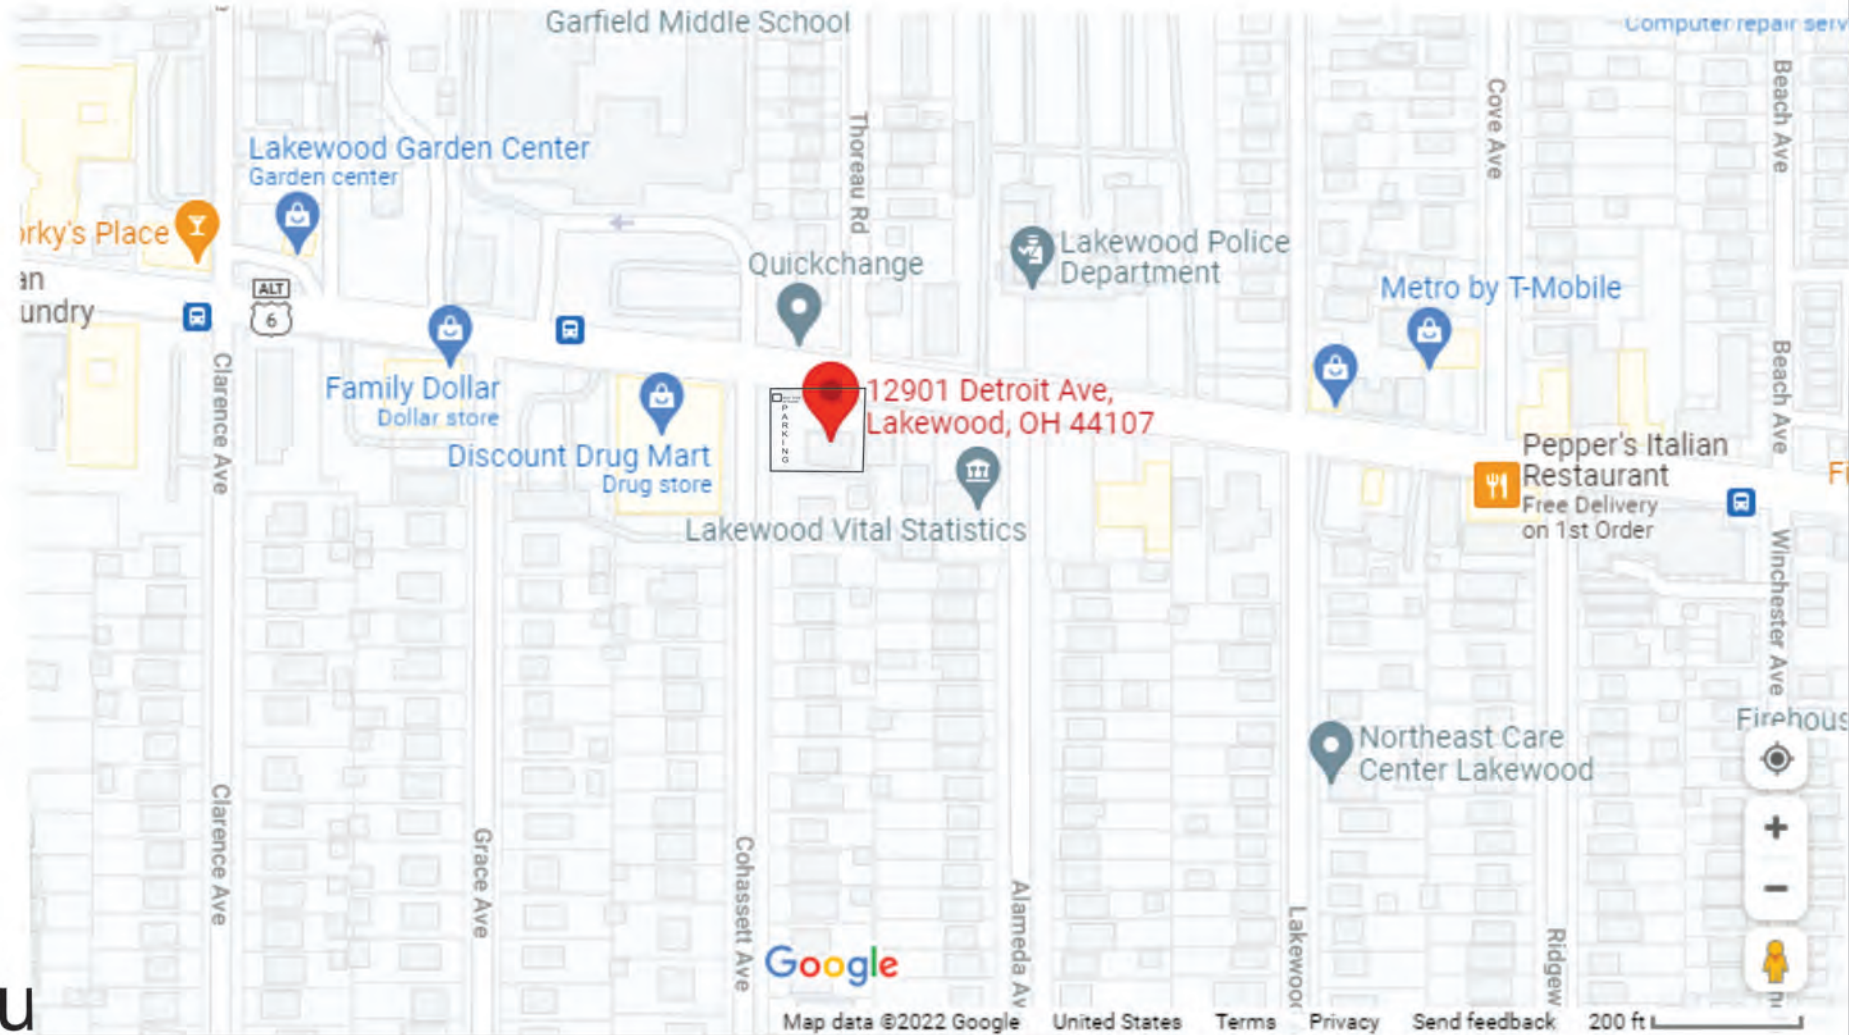 Garfield Middle School
Computer repair serv
Lakewood Garden Center
Garden center
Thoreau Rd
Cove Ave
Beach Ave
orky's Place
an
undry
ALT
6
Quickchange
Lakewood Police
Department
Metro by T-Mobile
Clarence Ave
Family Dollar
Dollar store
Discount Drug Mart
Drug store
PARKING
12901 Detroit Ave,
Lakewood, OH 44107
Beach Ave
Lakewood Vital Statistics
Pepper's Italian
Restaurant
Free Delivery
on 1st Order
Fi
Winchester Ave
Northeast Care
Center Lakewood
Firehous
Clarence Ave
Grace Ave
Cohassett Ave
Alameda Av
Lakewood
Ridgew
u
Google
Map data ©2022 Google
United States
Terms
Privacy
Send feedback
200 ft